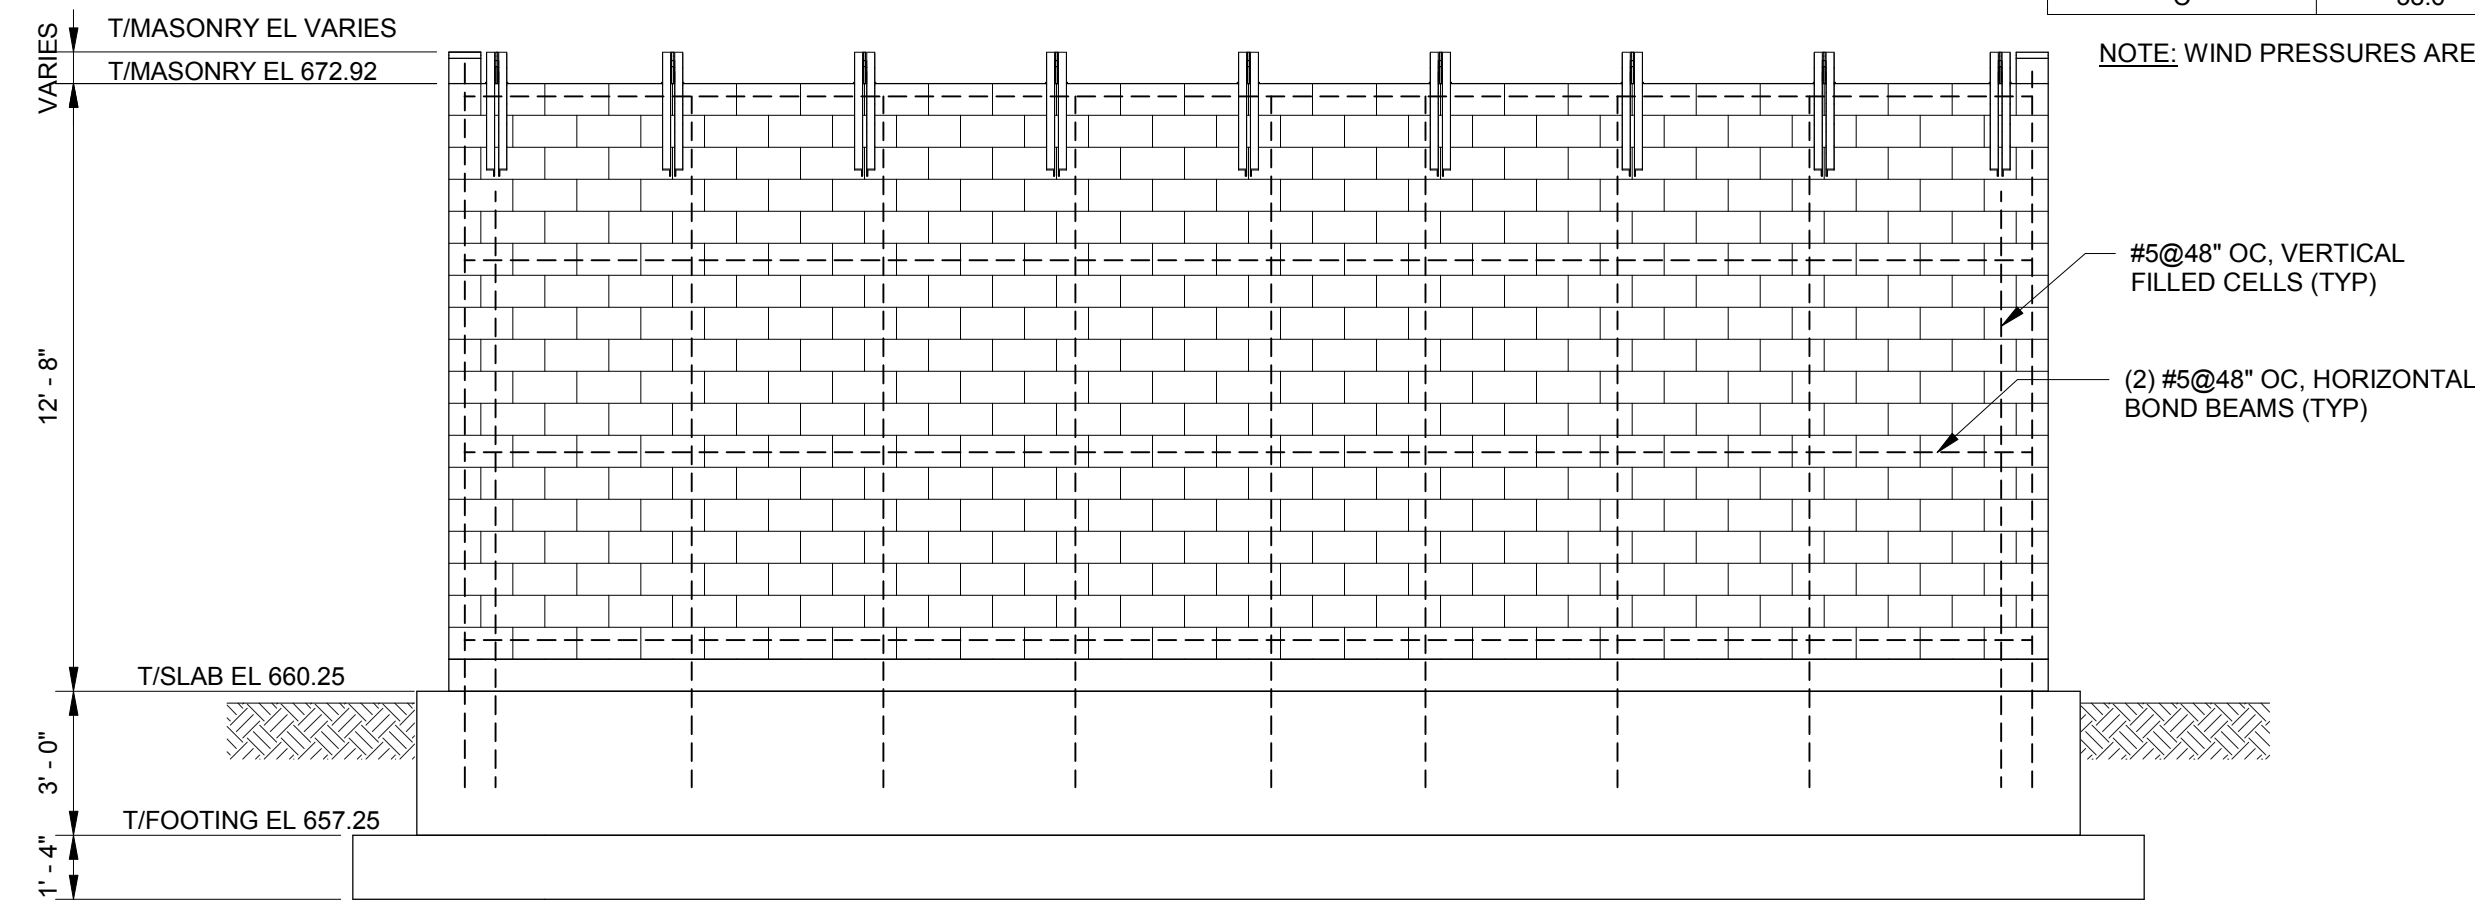 VARIES
T/MASONRY EL VARIES
T/MASONRY EL 672.92
NOTE: WIND PRESSURES ARE
#5@48" OC, VERTICAL
FILLED CELLS (TYP)
12' - 8"
(2) #5@48" OC, HORIZONTAL
BOND BEAMS (TYP)
T/SLAB EL 660.25
3' - 0"
T/FOOTING EL 657.25
1' - 4"